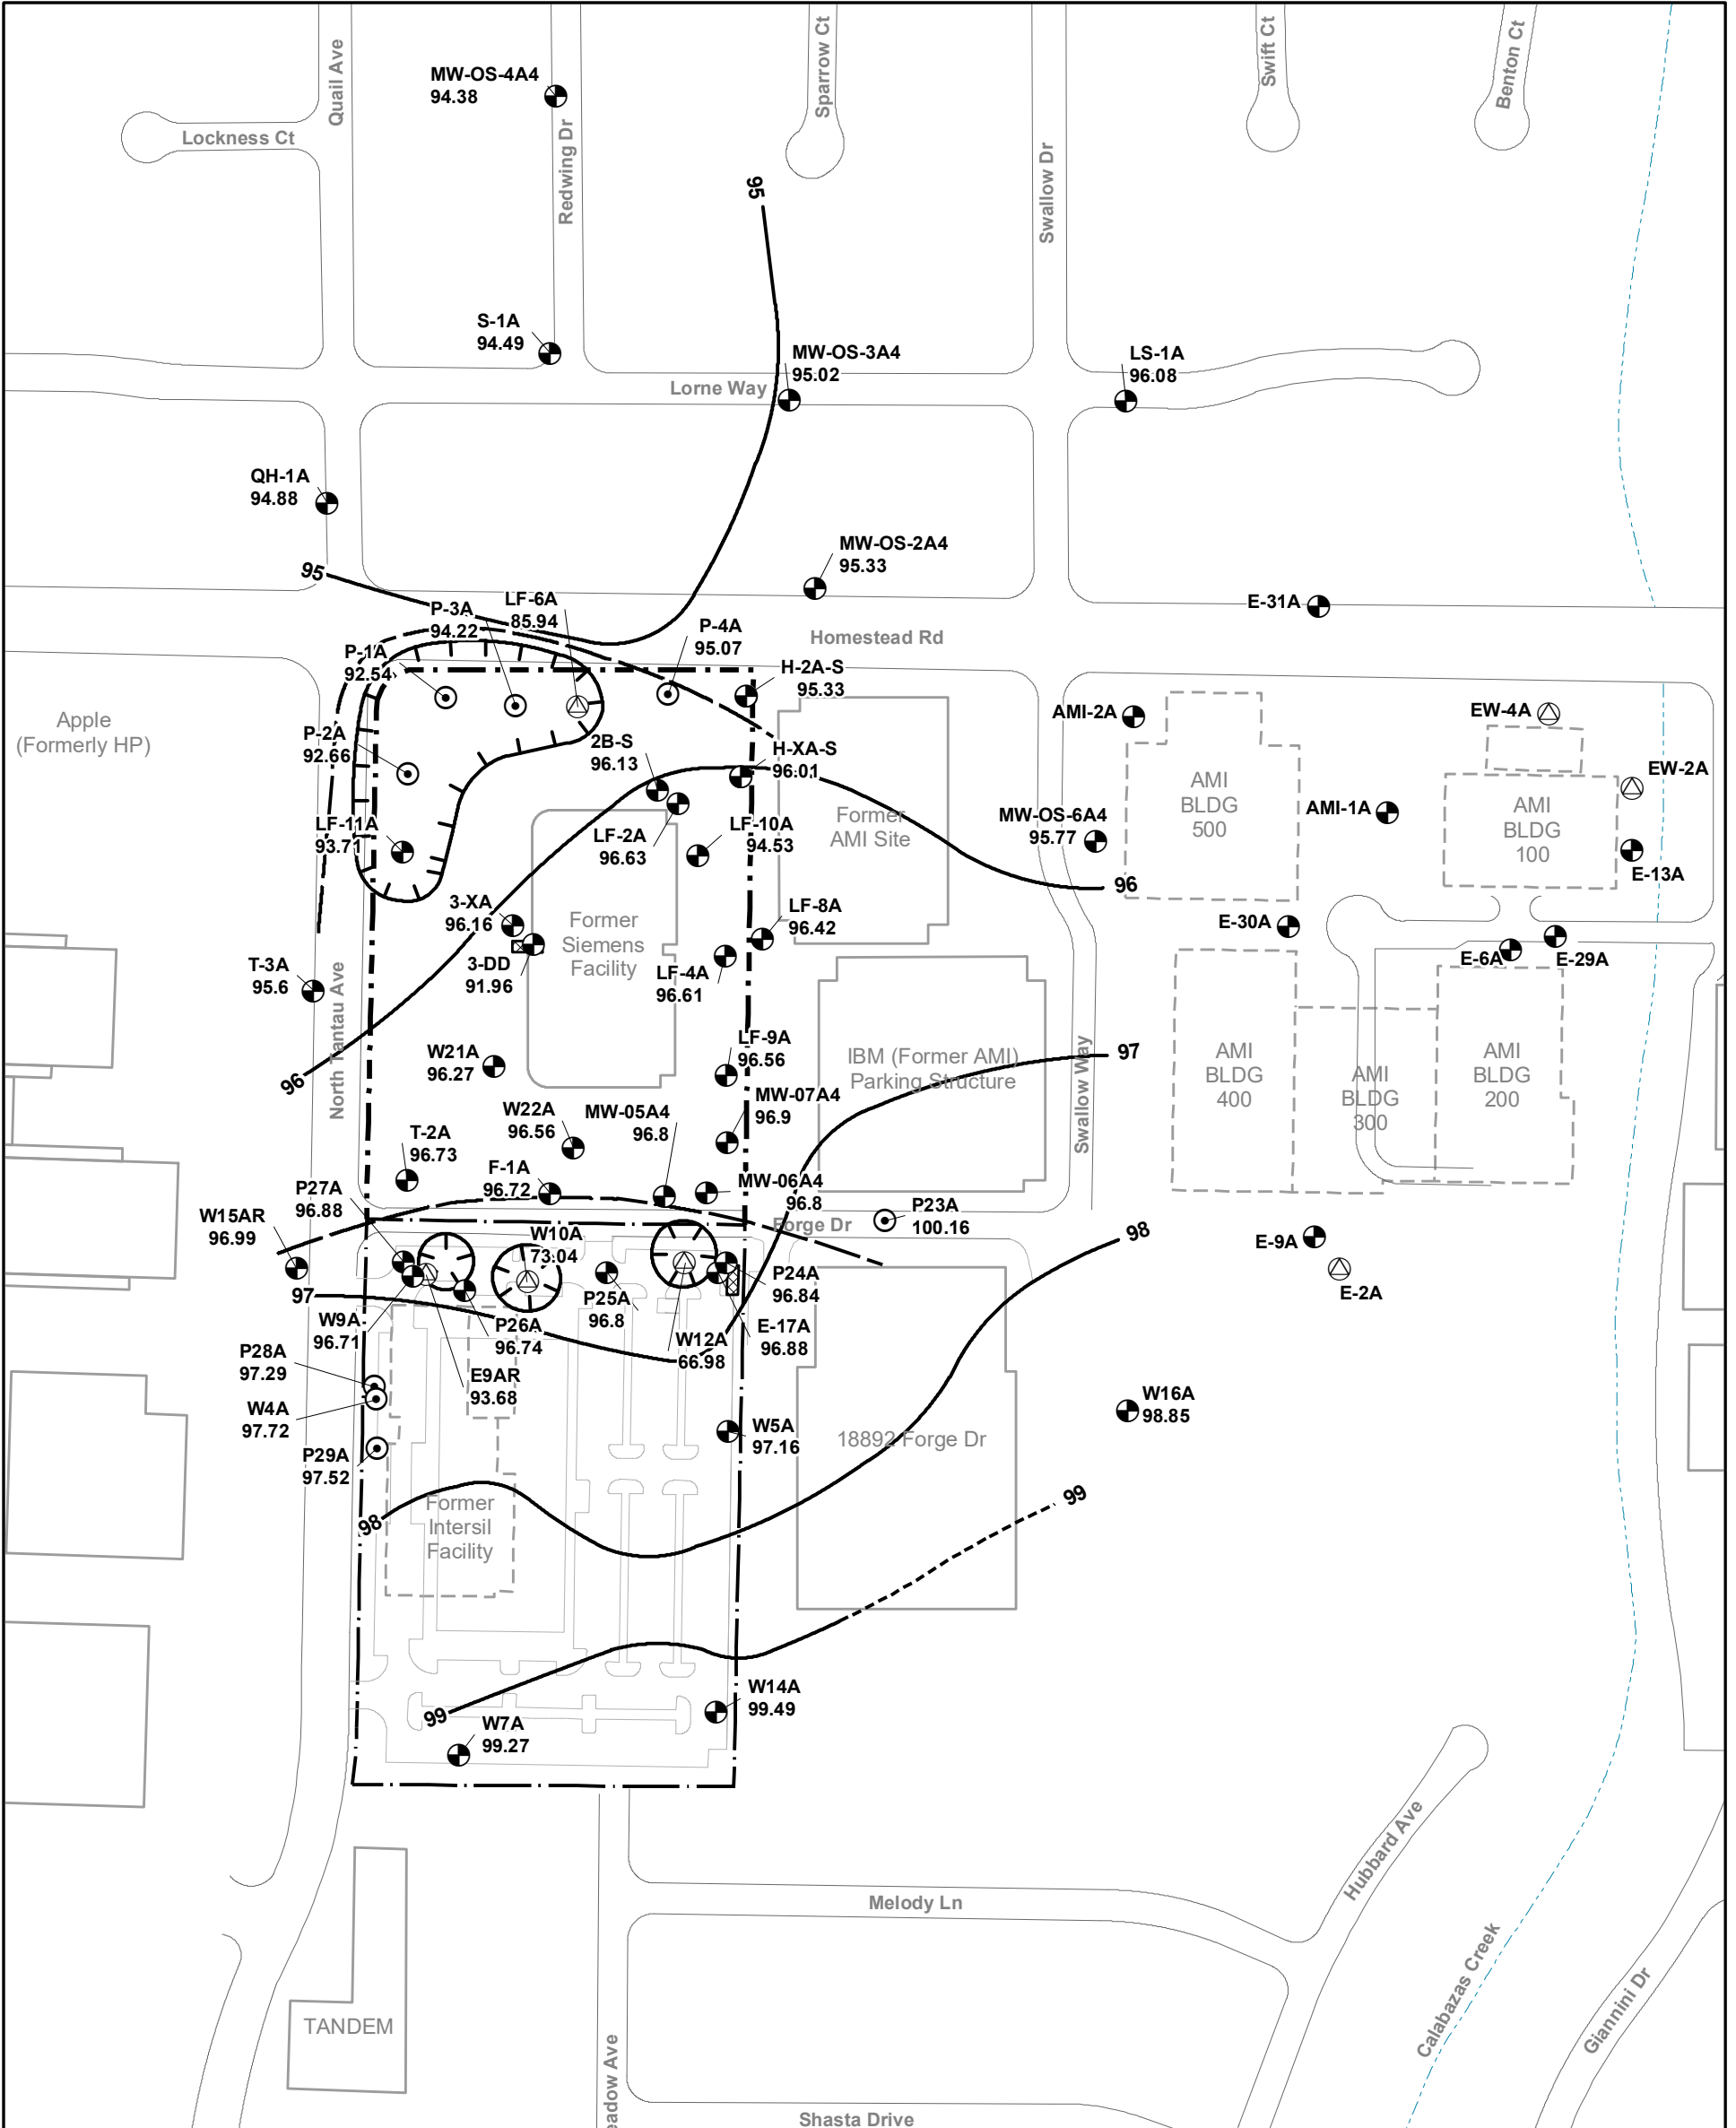 Quail Ave
Sparrow Ct
Swift Ct
Benton Ct
MW-OS-4A4
94.38
Lockness Ct
Redwing Dr
Swallow Dr
95
S-1A
94.49
MW-OS-3A4
95.02
LS-1A
96.08
Lorne Way
QH-1A
94.88
MW-OS-2A4
95.33
95
P-3A
94.22
LF-6A
85.94
E-31A
P-4A
95.07
Homestead Rd
P-1A
92.54
H-2A-S
95.33
Apple
(Formerly HP)
AMI-2A
EW-4A
P-2A
92.66
2B-S
96.13
H-XA-S
96.01
EW-2A
AMI
BLDG
500
AMI
BLDG
100
LF-11A
93.71
LF-2A
96.63
LF-10A
94.53
Former
AMI Site
MW-OS-6A4
95.77
AMI-1A
E-13A
96
3-XA
96.16
Former
Siemens
Facility
LF-8A
96.42
E-30A
E-6A
E-29A
T-3A
95.6
3-DD
91.96
LF-4A
96.61
North Tantau Ave
W21A
96.27
LF-9A
96.56
IBM (Former AMI)
Parking Structure
97
Swallow Way
AMI
BLDG
400
AMI
BLDG
300
AMI
BLDG
200
96
W22A
96.56
MW-05A4
96.8
MW-07A4
96.9
T-2A
96.73
F-1A
96.72
MW-06A4
96.8
P27A
96.88
P23A
100.16
W15AR
96.99
W10A
73.04
Forge Dr
98
E-9A
E-2A
P24A
96.84
97
P25A
96.8
W9A
96.71
P26A
96.74
W12A
66.98
E-17A
96.88
P28A
97.29
E9AR
93.68
W4A
97.72
W16A
98.85
W5A
97.16
18892 Forge Dr
P29A
97.52
99
98
Former
Intersil
Facility
W14A
99.49
99
W7A
99.27
Hubbard Ave
Melody Ln
Calabazas Creek
Giannini Dr
TANDEM
eadow Ave
Shasta Drive